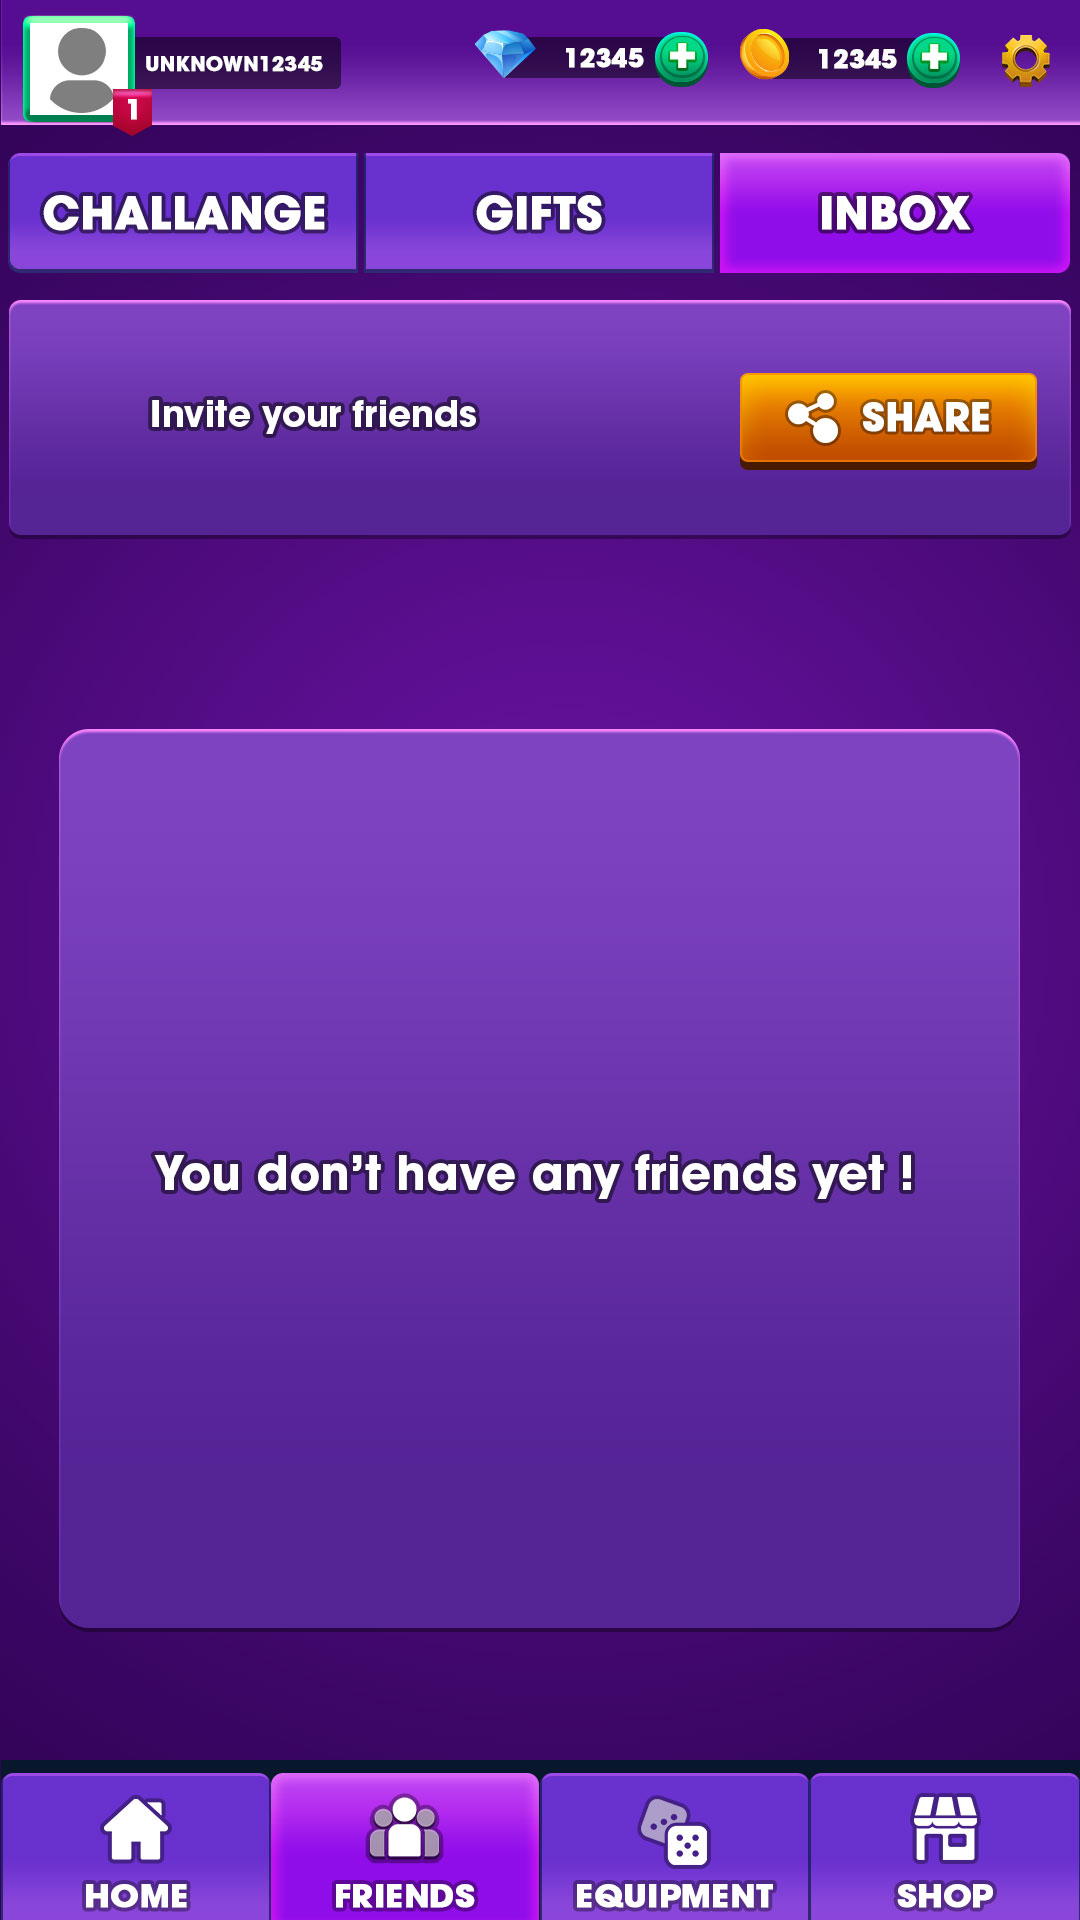 UNKNOWN12345
12345
12345
1
CHALLANGE
GIFTS
INBOX
Invite your friends
SHARE
You don’t have any friends yet !
HOME
FRIENDS
EQUIPMENT
SHOP